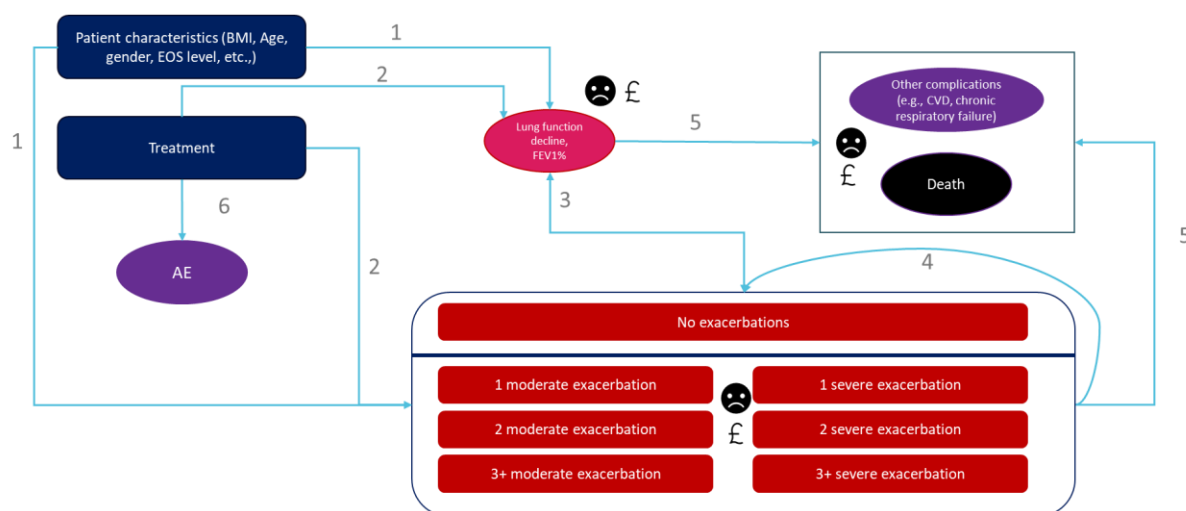 Patient characteristics (BMI, Age,
gender, EOS level, etc.,)
1
2
£
Other complications
(e.g., CVD, chronic
respiratory failure)
Lung function
decline,
FEV1%
5
1
Treatment
£
Death
6
3
5
AE
2
4
No exacerbations
1 moderate exacerbation
1 severe exacerbation
£
2 moderate exacerbation
2 severe exacerbation
3+ moderate exacerbation
3+ severe exacerbation